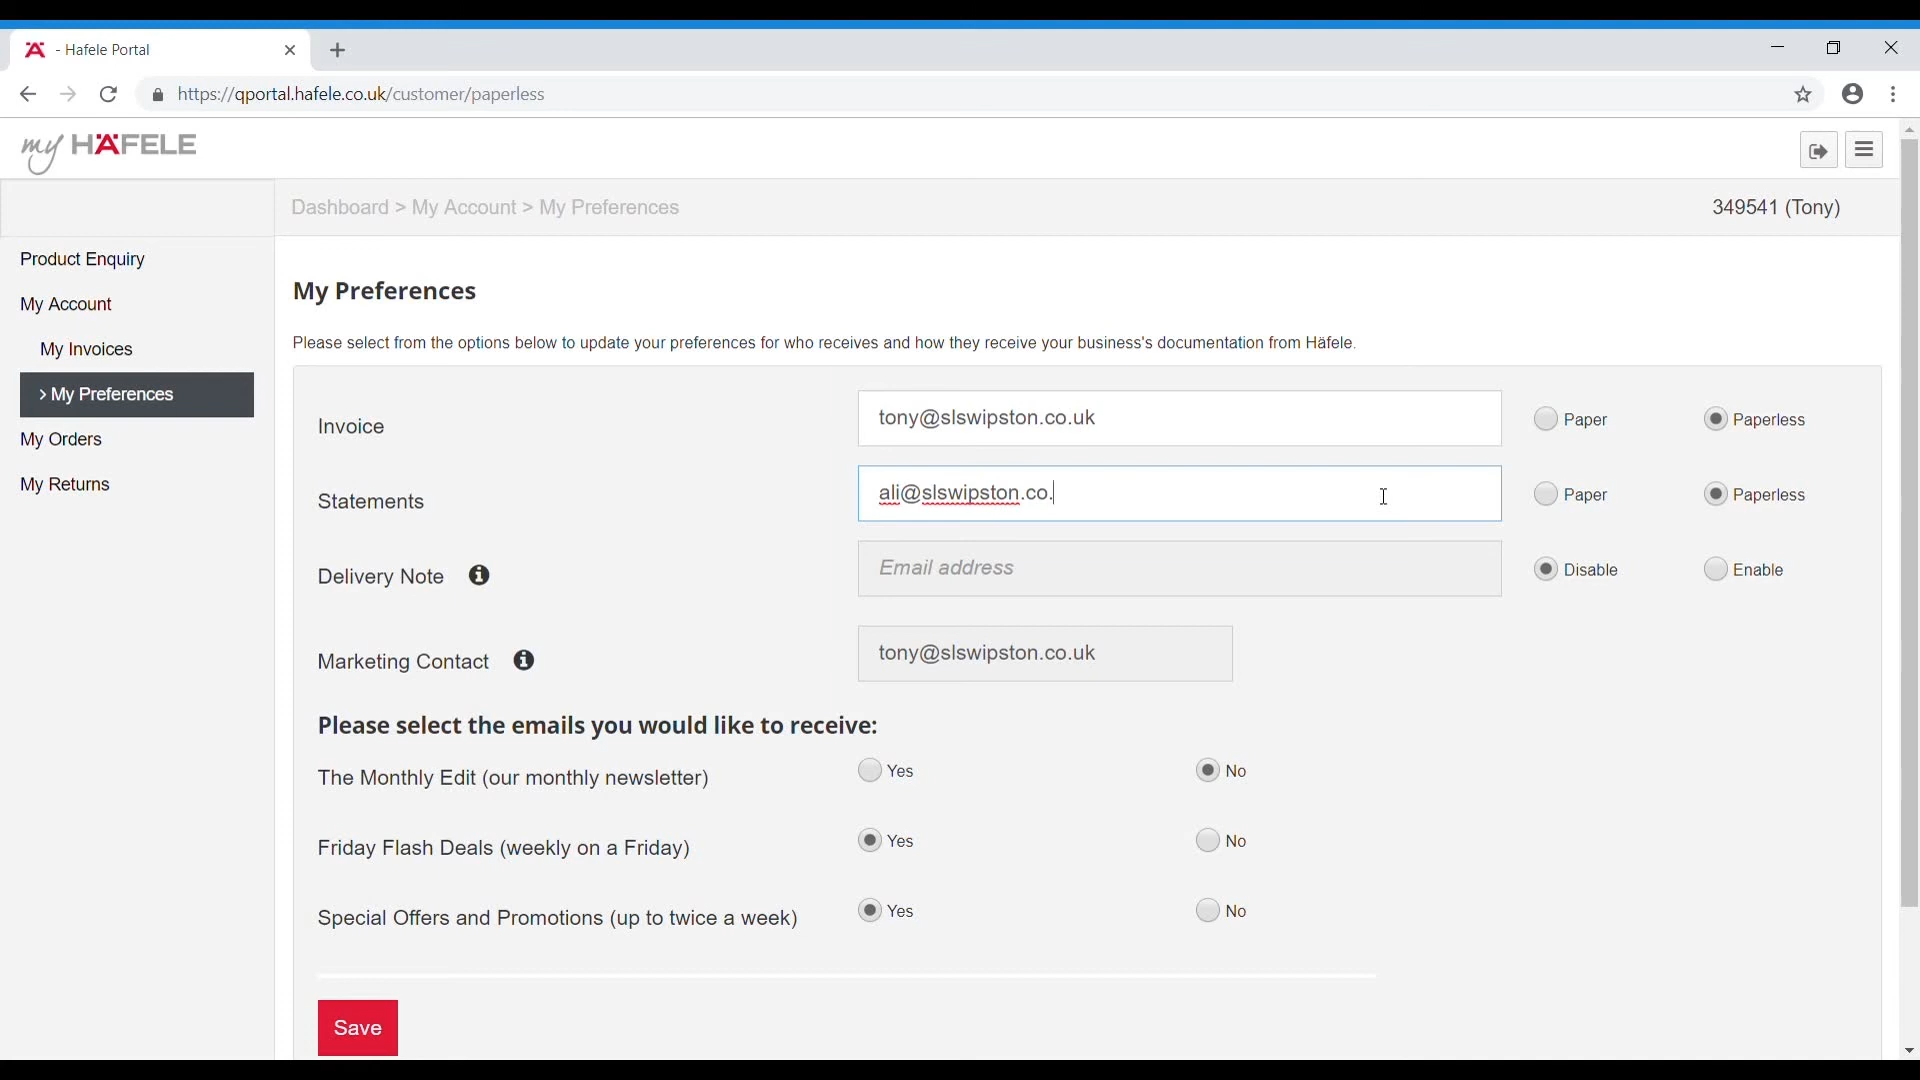 - Hafele Portal
https://qportal.hafele.co.uk/customer/paperless
my HÄFELE
Dashboard > My Account > My Preferences
349541 (Tony)
Product Enquiry
My Account
My Invoices
> My Preferences
My Orders
My Returns
My Preferences
Please select from the options below to update your preferences for who receives and how they receive your business's documentation from Häfele.
Invoice
tony@slswipston.co.uk
Paper
Paperless
Statements
ali@slswipston.co.
Paper
Paperless
Delivery Note
Email address
Disable
Enable
Marketing Contact
tony@slswipston.co.uk
Please select the emails you would like to receive:
The Monthly Edit (our monthly newsletter)
Yes
No
Friday Flash Deals (weekly on a Friday)
Yes
No
Special Offers and Promotions (up to twice a week)
Yes
No
Save